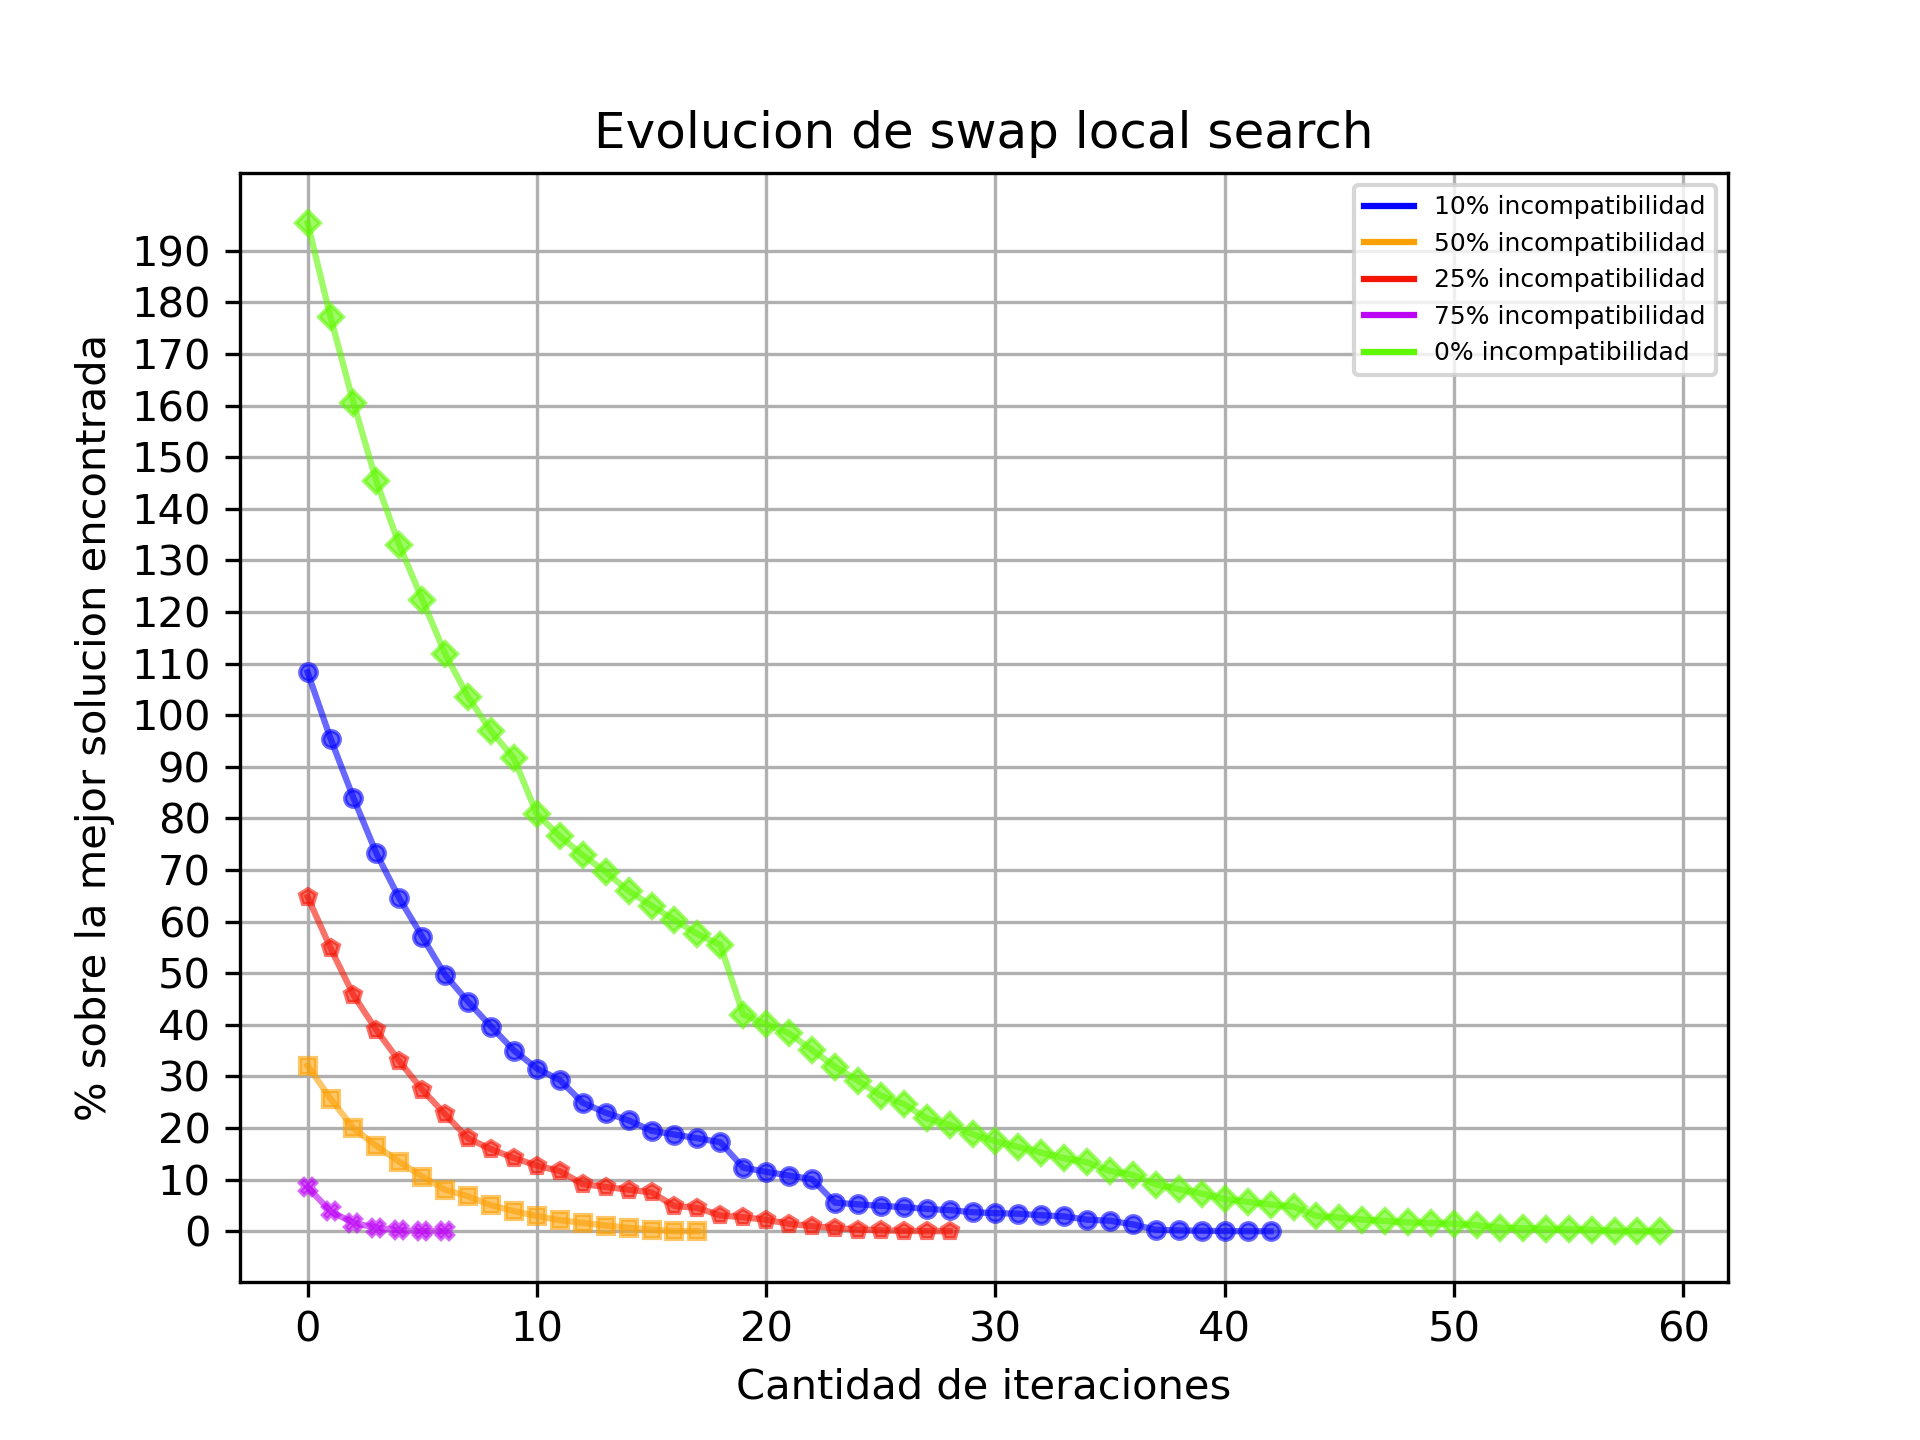 Evolucion de swap local search
10% incompatibilidad
50% incompatibilidad
25% incompatibilidad
75% incompatibilidad
0% incompatibilidad
% sobre la mejor solucion encontrada
190
180
170
160
150
140
130
120
110
100
90
80
70
60
50
40
30
20
10
0
0 10 20 30 40 50 60
Cantidad de iteraciones